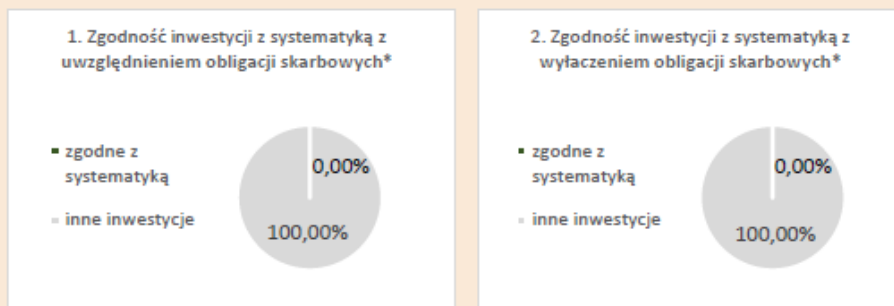 1. Zgodność inwestycji z systematyką z
uwzględnieniem obligacji skarbowych*
zgodne z
systematyką
inne inwestycje
0,00%
100,00%
2. Zgodność inwestycji z systematyką z
wyłaczeniem obligacji skarbowych*
zgodne z
systematyką
inne inwestycje
0,00%
100,00%